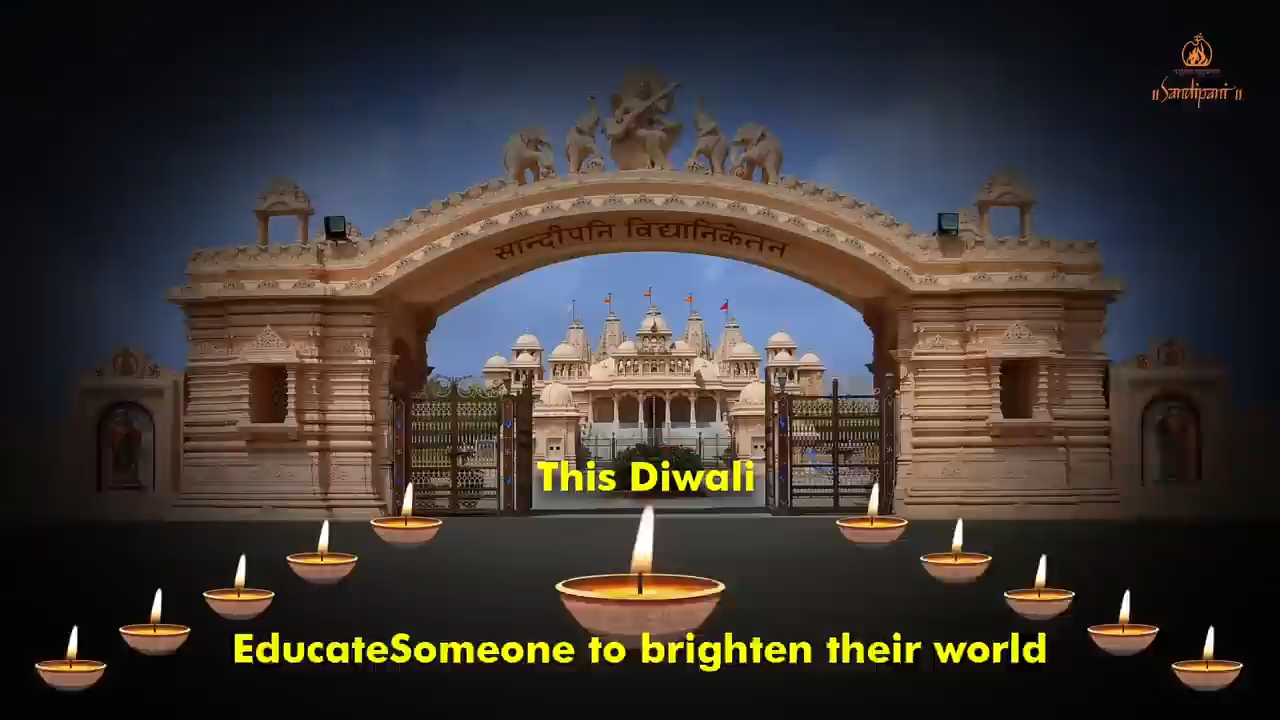 ॥Sandipani॥
सान्दीपनि विद्यानिकेतन
This Diwali
EducateSomeone to brighten their world